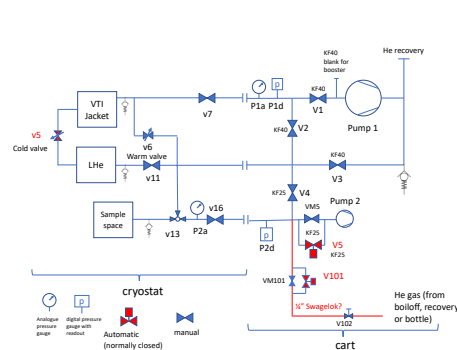 KF40
blank for
booster
He recovery
VTI
Jacket
p
KF40
P1a P1d
V1
v7
Pump 1
v5
Cold valve
v6
Warm valve
KF40
V2
LHe
v11
KF40
V3
KF25
V4
Pump 2
Sample
space
v16
VM5
v13
P2a
KF25
V5
KF25
p
P2d
V101
VM101
cryostat
¼" Swagelok?
He gas (from
boiloff, recovery
or bottle)
V102
p
Analogue
pressure
gauge
digital pressure
gauge with
readout
Automatic
(normally closed)
manual
cart